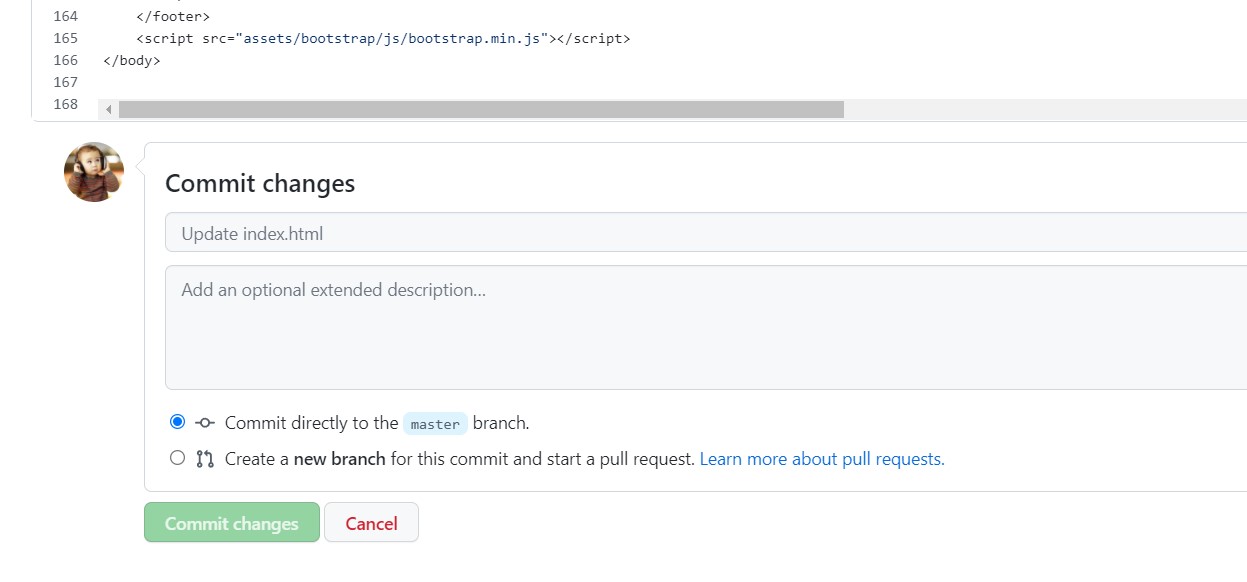 164 </footer>
165 <script src="assets/bootstrap/js/bootstrap.min.js"></script>
166 </body>
167
168
Commit changes
Update index.html
Add an optional extended description...
Commit directly to the master branch.
Create a new branch for this commit and start a pull request. Learn more about pull requests.
Commit changes Cancel